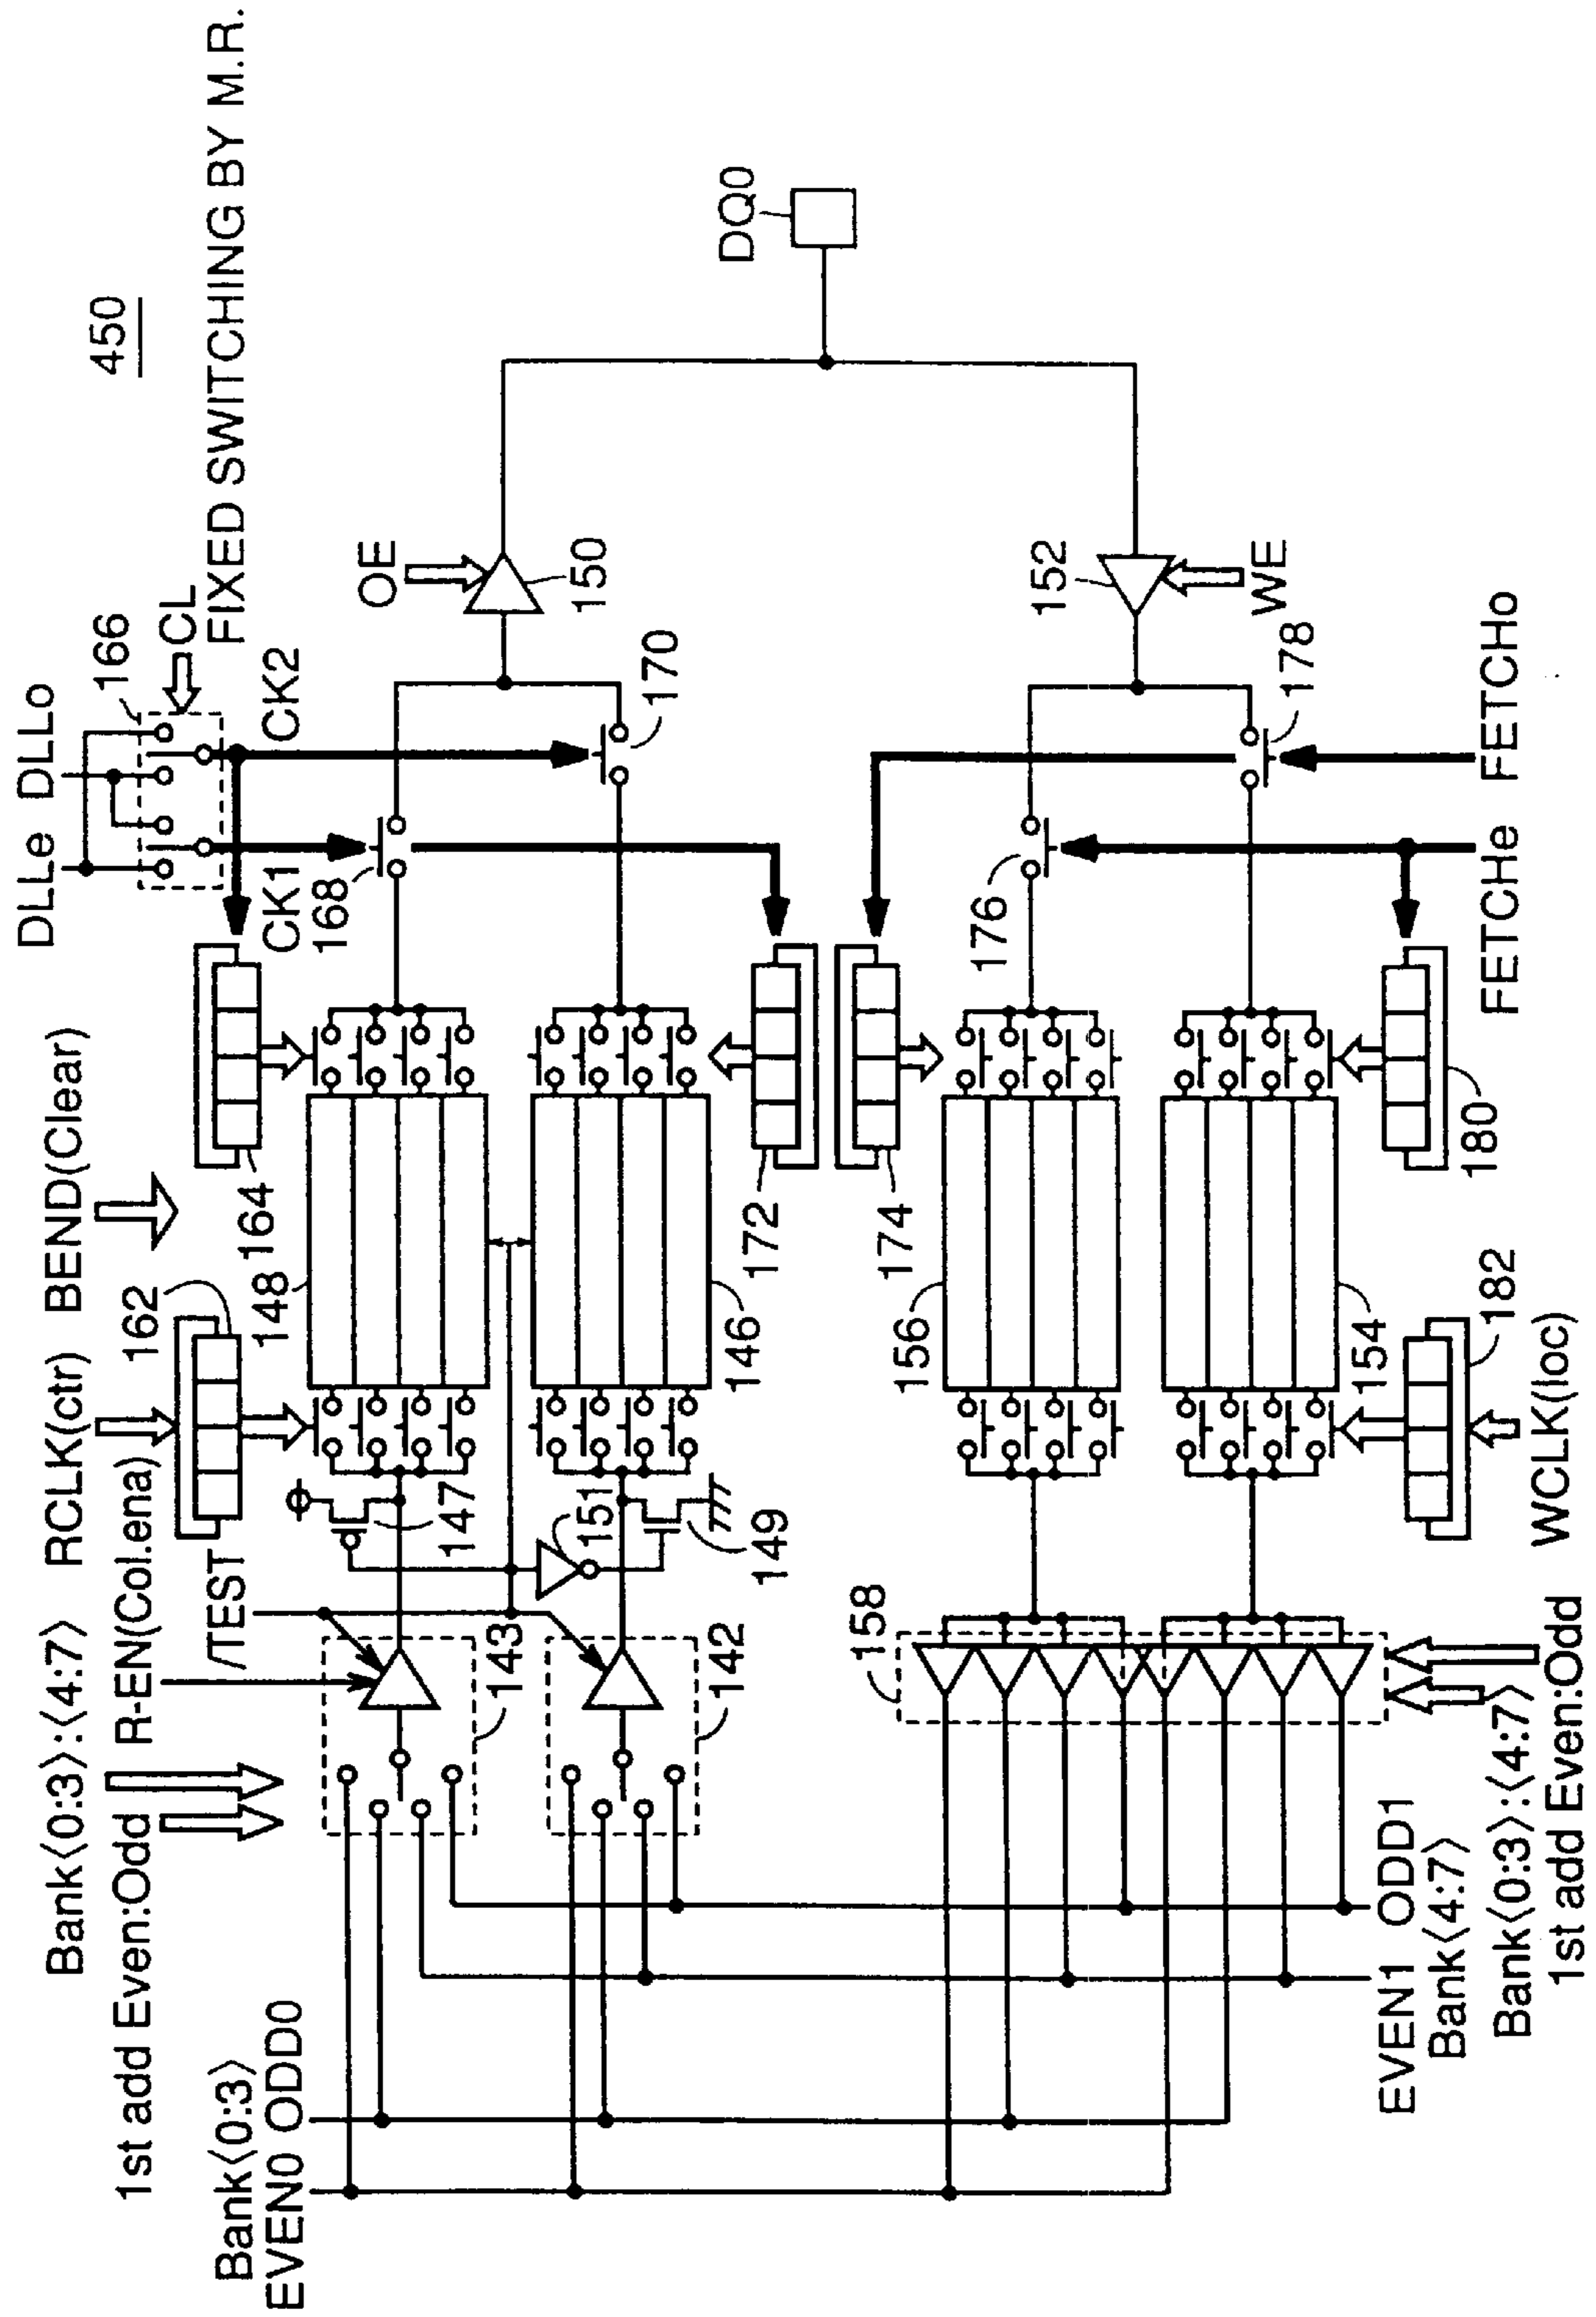 450
DLLe DLLo
166
CL
FIXED SWITCHING BY M.R.
CK1
CK2
168
170
OE
150
DQ0
152
WE
Bank⟨0:3⟩:⟨4:7⟩
RCLK(ctr)
BEND(Clear)
1st add Even:Odd
R-EN(Col.ena)
/TEST
162
164
148
147
151
149
146
172
143
142
Bank⟨0:3⟩
EVEN0 ODD0
158
156
154
174
176
178
180
182
WCLK(loc)
FETCHe
FETCHo
EVEN1 ODD1
Bank⟨4:7⟩
Bank⟨0:3⟩:⟨4:7⟩
1st add Even:Odd